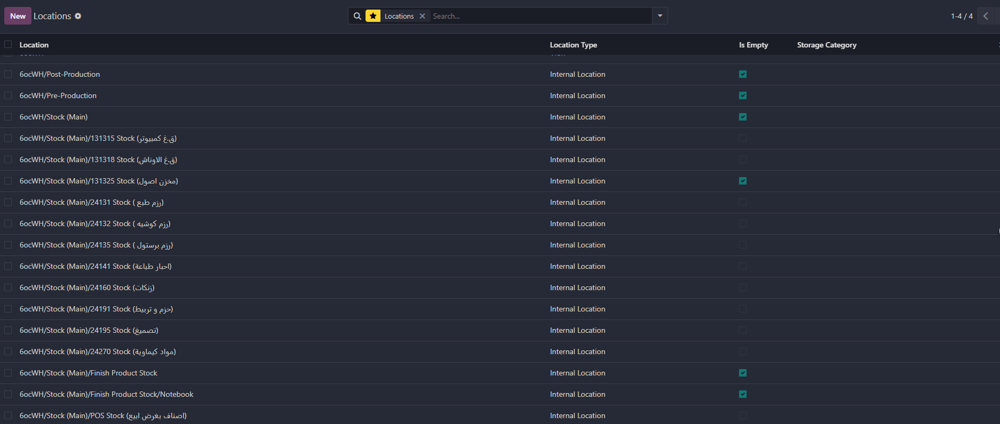 New Locations
Locations Search...
1-4 / 4
Location Location Type Is Empty Storage Category
6ocWH/Post-Production Internal Location
6ocWH/Pre-Production Internal Location
6ocWH/Stock (Main) Internal Location
6ocWH/Stock (Main)/131315 Stock (ق.غ كمبيوتر) Internal Location
6ocWH/Stock (Main)/131318 Stock (ق.غ الاوناش) Internal Location
6ocWH/Stock (Main)/131325 Stock (مخزن اصول) Internal Location
6ocWH/Stock (Main)/24131 Stock ( رزم طبع) Internal Location
6ocWH/Stock (Main)/24132 Stock ( رزم كوشيه) Internal Location
6ocWH/Stock (Main)/24135 Stock ( رزم برستول) Internal Location
6ocWH/Stock (Main)/24141 Stock (احبار طباعة) Internal Location
6ocWH/Stock (Main)/24160 Stock (زنكات) Internal Location
6ocWH/Stock (Main)/24191 Stock (حزم و تربيط) Internal Location
6ocWH/Stock (Main)/24195 Stock (تصميغ) Internal Location
6ocWH/Stock (Main)/24270 Stock (مواد كيماوية) Internal Location
6ocWH/Stock (Main)/Finish Product Stock Internal Location
6ocWH/Stock (Main)/Finish Product Stock/Notebook Internal Location
6ocWH/Stock (Main)/POS Stock (اصناف بغرض ابيع) Internal Location